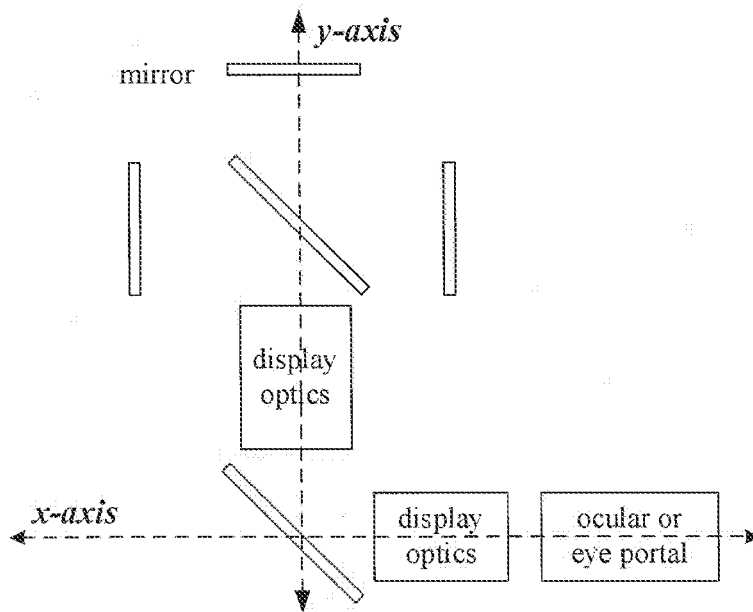 y-axis
mirror
display
optics
x-axis
display
optics
ocular or
eye portal